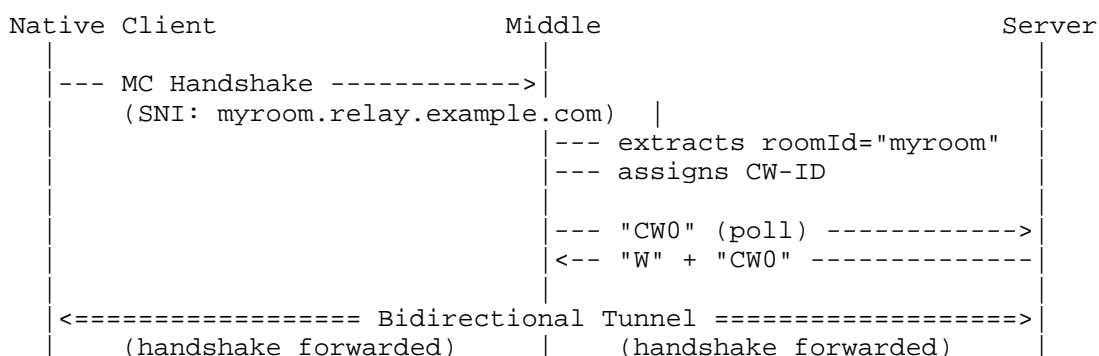 Native Client                  Middle                         Server
   |                              |                              |
   |--- MC Handshake ------------>|                              |
   |    (SNI: myroom.relay.example.com)  |                       |
   |                              |--- extracts roomId="myroom"  |
   |                              |--- assigns CW-ID             |
   |                              |                              |
   |                              |--- "CW0" (poll) ------------>|
   |                              |<-- "W" + "CW0" --------------|
   |                              |                              |
   |<================== Bidirectional Tunnel ===================>|
   |    (handshake forwarded)     |    (handshake forwarded)     |